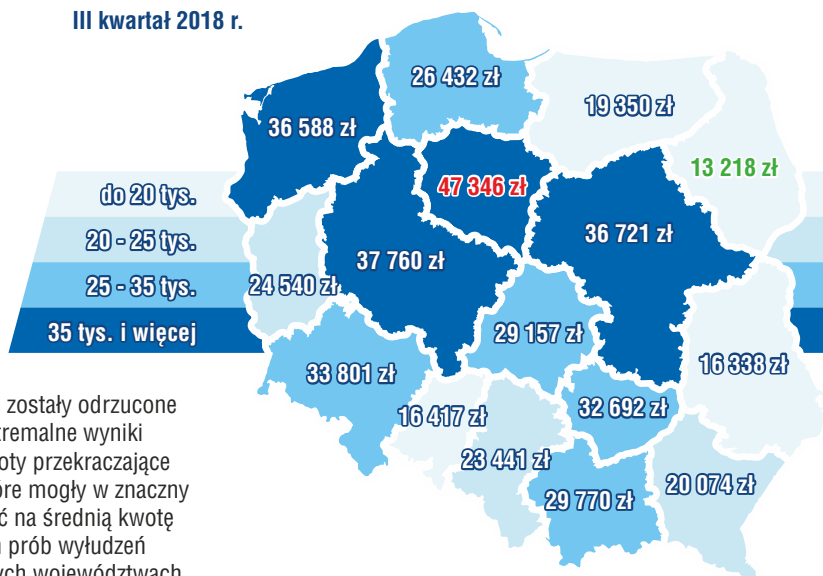 III kwartał 2018 r.
26 432 zł
19 350 zł
36 588 zł
13 218 zł
47 346 zł
do 20 tys.
36 721 zł
20 - 25 tys.
37 760 zł
25 - 35 tys.
24 540 zł
35 tys. i więcej
29 157 zł
16 338 zł
33 801 zł
zostały odrzucone
16 417 zł
32 692 zł
tremalne wyniki
oty przekraczające
23 441 zł
óre mogły w znaczny
20 074 zł
29 770 zł
ć na średnią kwotę
prób wyłudzeń
ych województwach